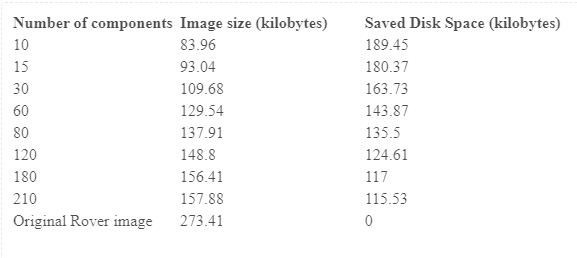 Number of components Image size (kilobytes) Saved Disk Space (kilobytes)
10 83.96 189.45
15 93.04 180.37
30 109.68 163.73
60 129.54 143.87
80 137.91 135.5
120 148.8 124.61
180 156.41 117
210 157.88 115.53
Original Rover image 273.41 0